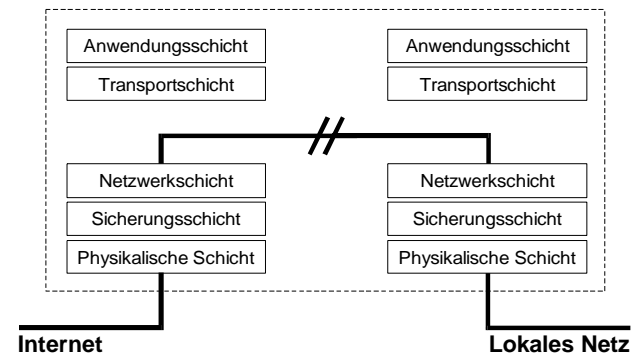 Anwendungsschicht
Anwendungsschicht
Transportschicht
Transportschicht
Netzwerkschicht
Netzwerkschicht
Sicherungsschicht
Sicherungsschicht
Physikalische Schicht
Physikalische Schicht
Internet
Lokales Netz